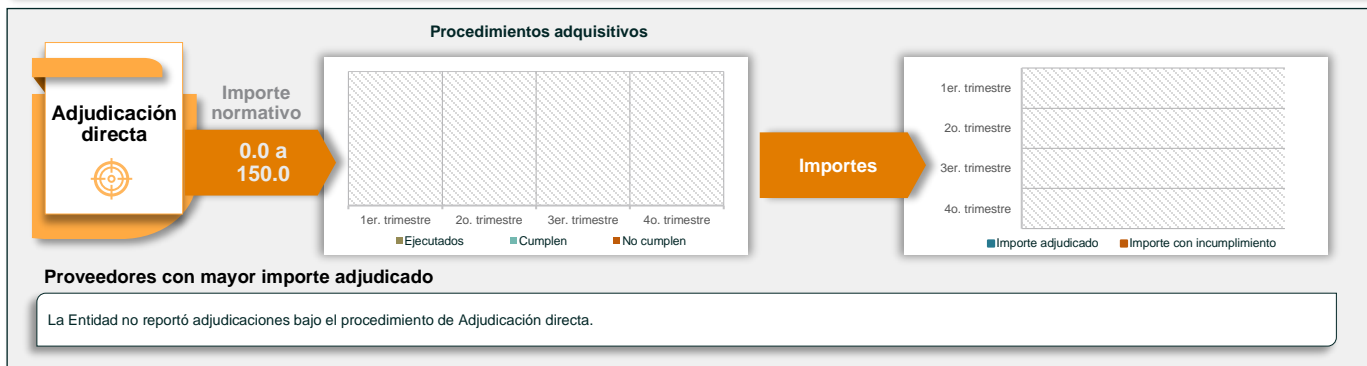 Procedimientos adquisitivos
Adjudicación
directa
Importe
normativo
0.0 a
150.0
1er. trimestre 2o. trimestre 3er. trimestre 4o. trimestre
Ejecutados Cumplen No cumplen
Importes
1er. trimestre
2o. trimestre
3er. trimestre
4o. trimestre
Importe adjudicado Importe con incumplimiento
Proveedores con mayor importe adjudicado
La Entidad no reportó adjudicaciones bajo el procedimiento de Adjudicación directa.